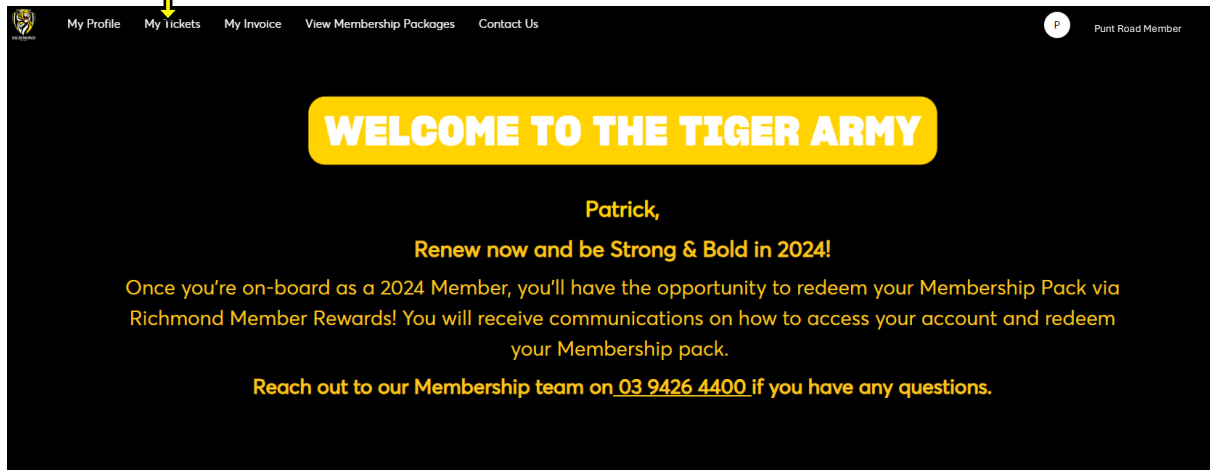 My Profile My Tickets My Invoice View Membership Packages Contact Us P Punt Road Member
RICHMOND
WELCOME TO THE TIGER ARMY
Patrick,
Renew now and be Strong & Bold in 2024!
Once you're on-board as a 2024 Member, you'll have the opportunity to redeem your Membership Pack via
Richmond Member Rewards! You will receive communications on how to access your account and redeem
your Membership pack.
Reach out to our Membership team on 03 9426 4400 if you have any questions.